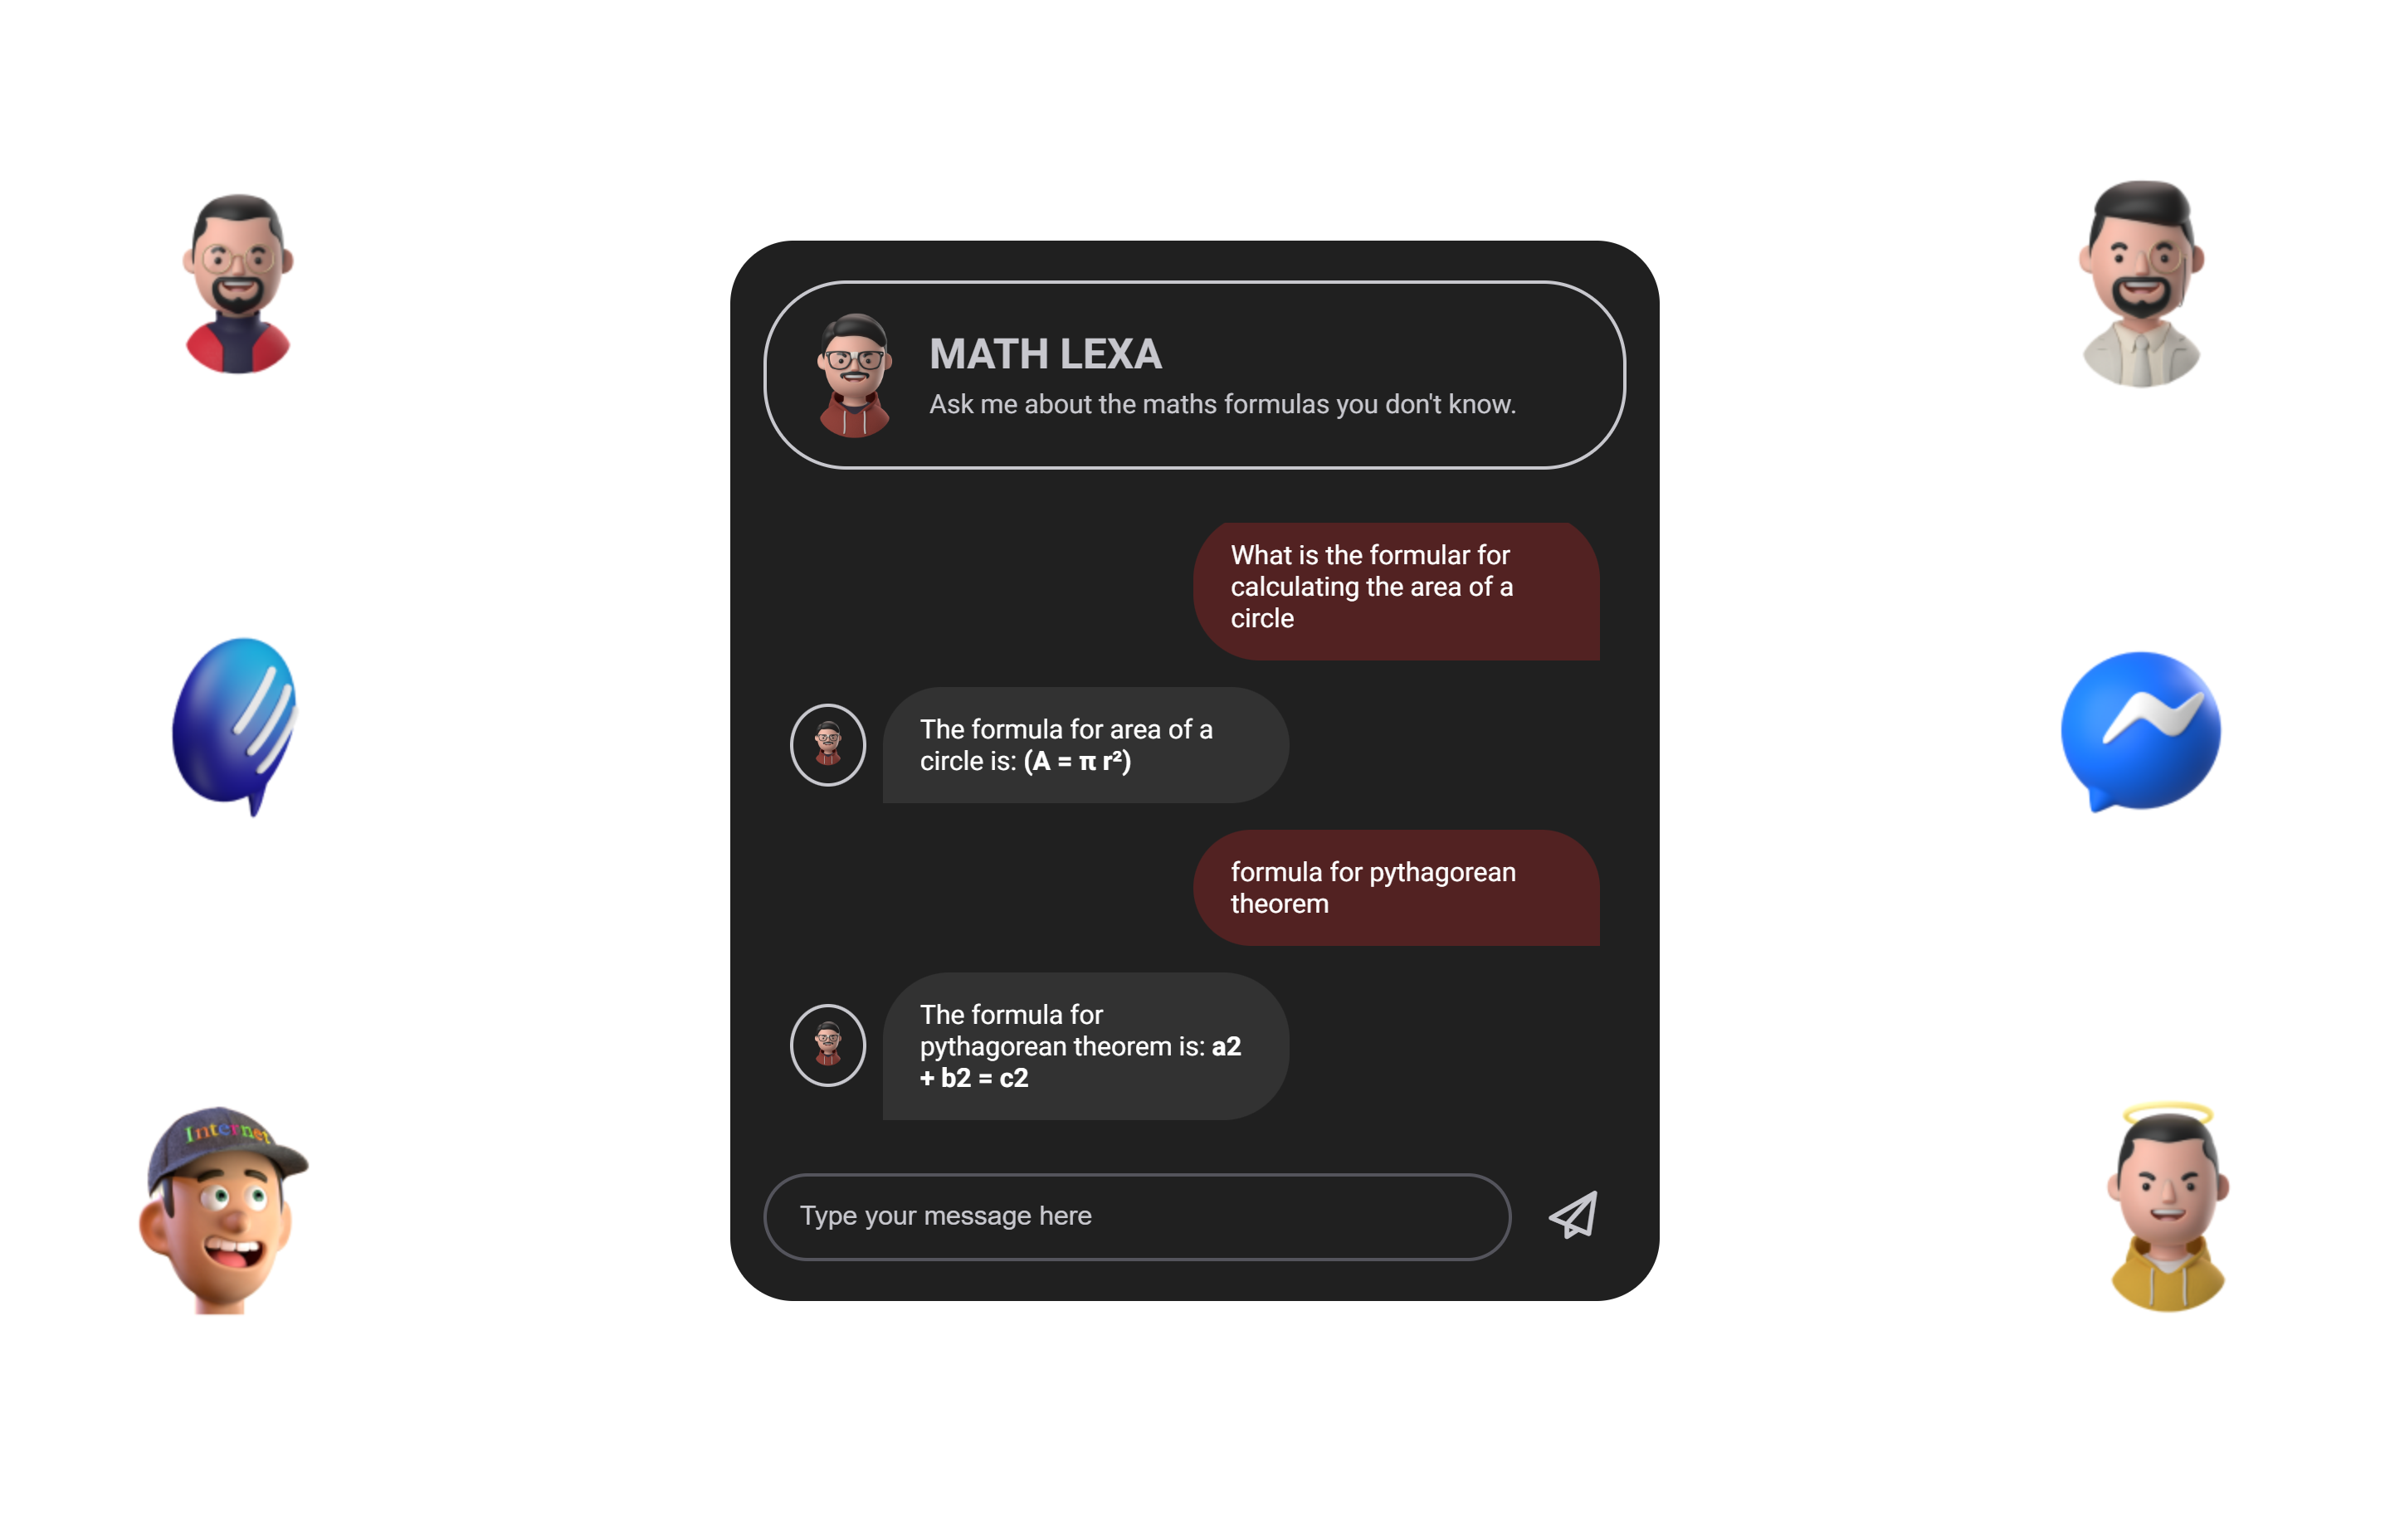 MATH LEXA
Ask me about the maths formulas you don't know.
What is the formular for
calculating the area of a
circle
The formula for area of a
circle is: (A = π r²)
formula for pythagorean
theorem
The formula for
pythagorean theorem is: a2
+ b2 = c2
Type your message here
Internet